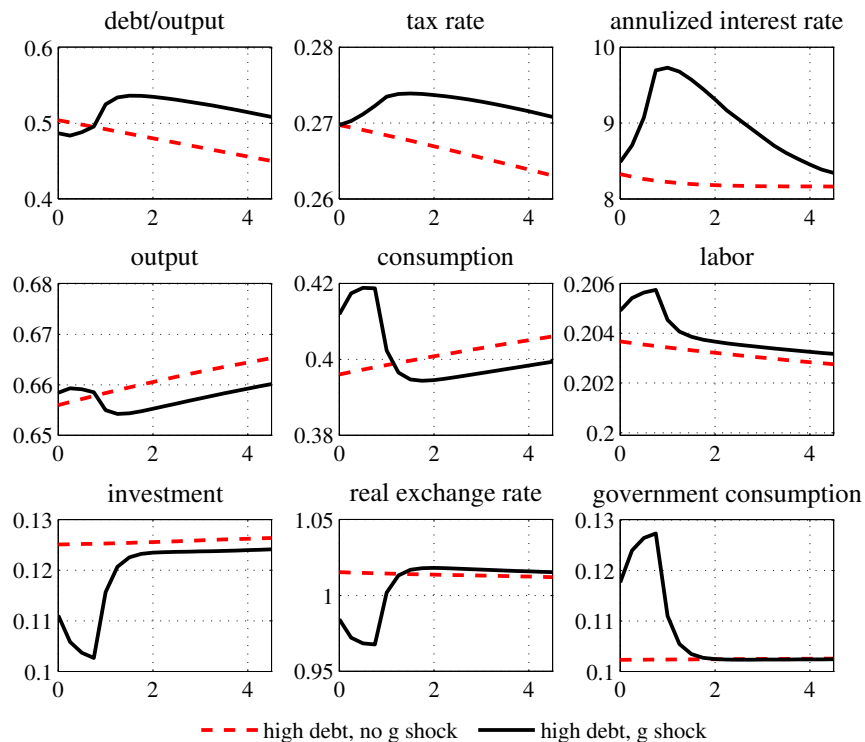 debt/output tax rate annulized interest rate
0.6 0.28 10
0.5 0.27 9
0.4 0.26 8
0 2 4 0 2 4 0 2 4
output consumption labor
0.68 0.42 0.206
0.67 0.204
0.4
0.66 0.202
0.65 0.38 0.2
0 2 4 0 2 4 0 2 4
investment real exchange rate government consumption
0.13 1.05 0.13
0.12 0.12
1
0.11 0.11
0.1 0.95 0.1
0 2 4 0 2 4 0 2 4
high debt, no g shock high debt, g shock